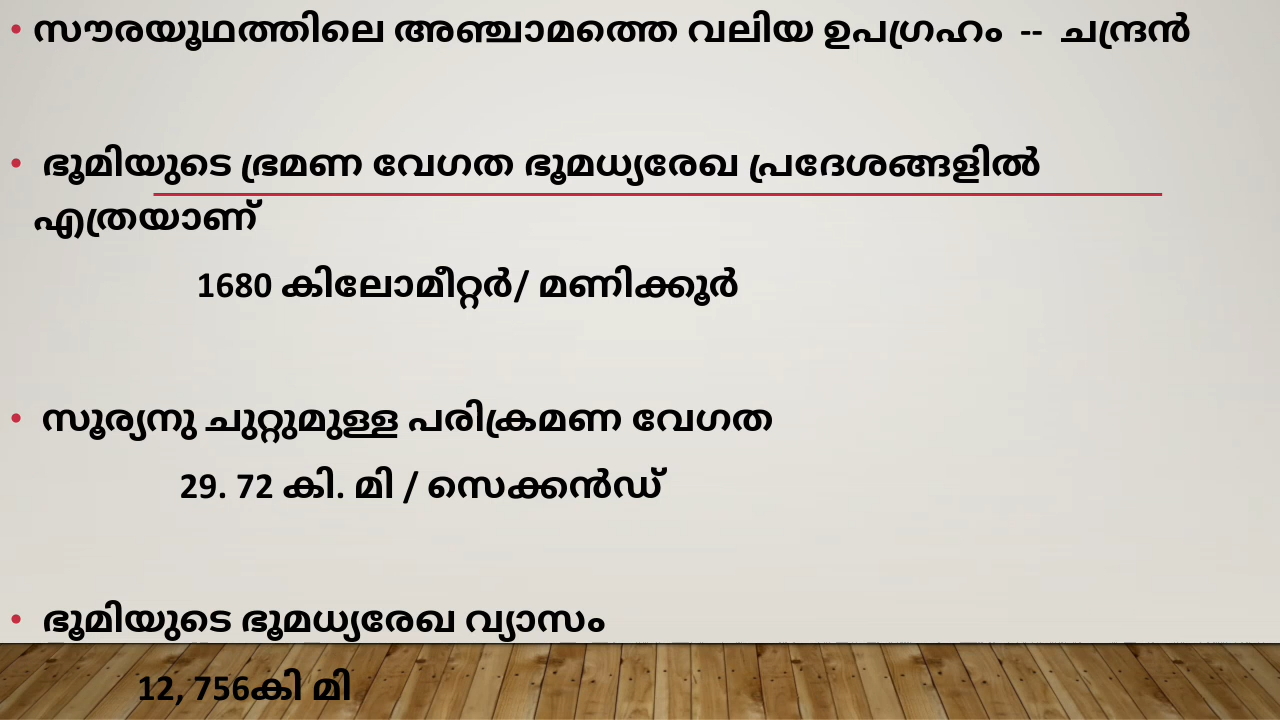 • സൗരയൂഥത്തിലെ അഞ്ചാമത്തെ വലിയ ഉപഗ്രഹം -- ചന്ദ്രൻ
• ഭൂമിയുടെ ഭ്രമണ വേഗത ഭൂമധ്യരേഖ പ്രദേശങ്ങളിൽ
എത്രയാണ്
1680 കിലോമീറ്റർ/ മണിക്കൂർ
• സൂര്യനു ചുറ്റുമുള്ള പരിക്രമണ വേഗത
29. 72 കി. മി / സെക്കൻഡ്
• ഭൂമിയുടെ ഭൂമധ്യരേഖ വ്യാസം
12, 756കി മി